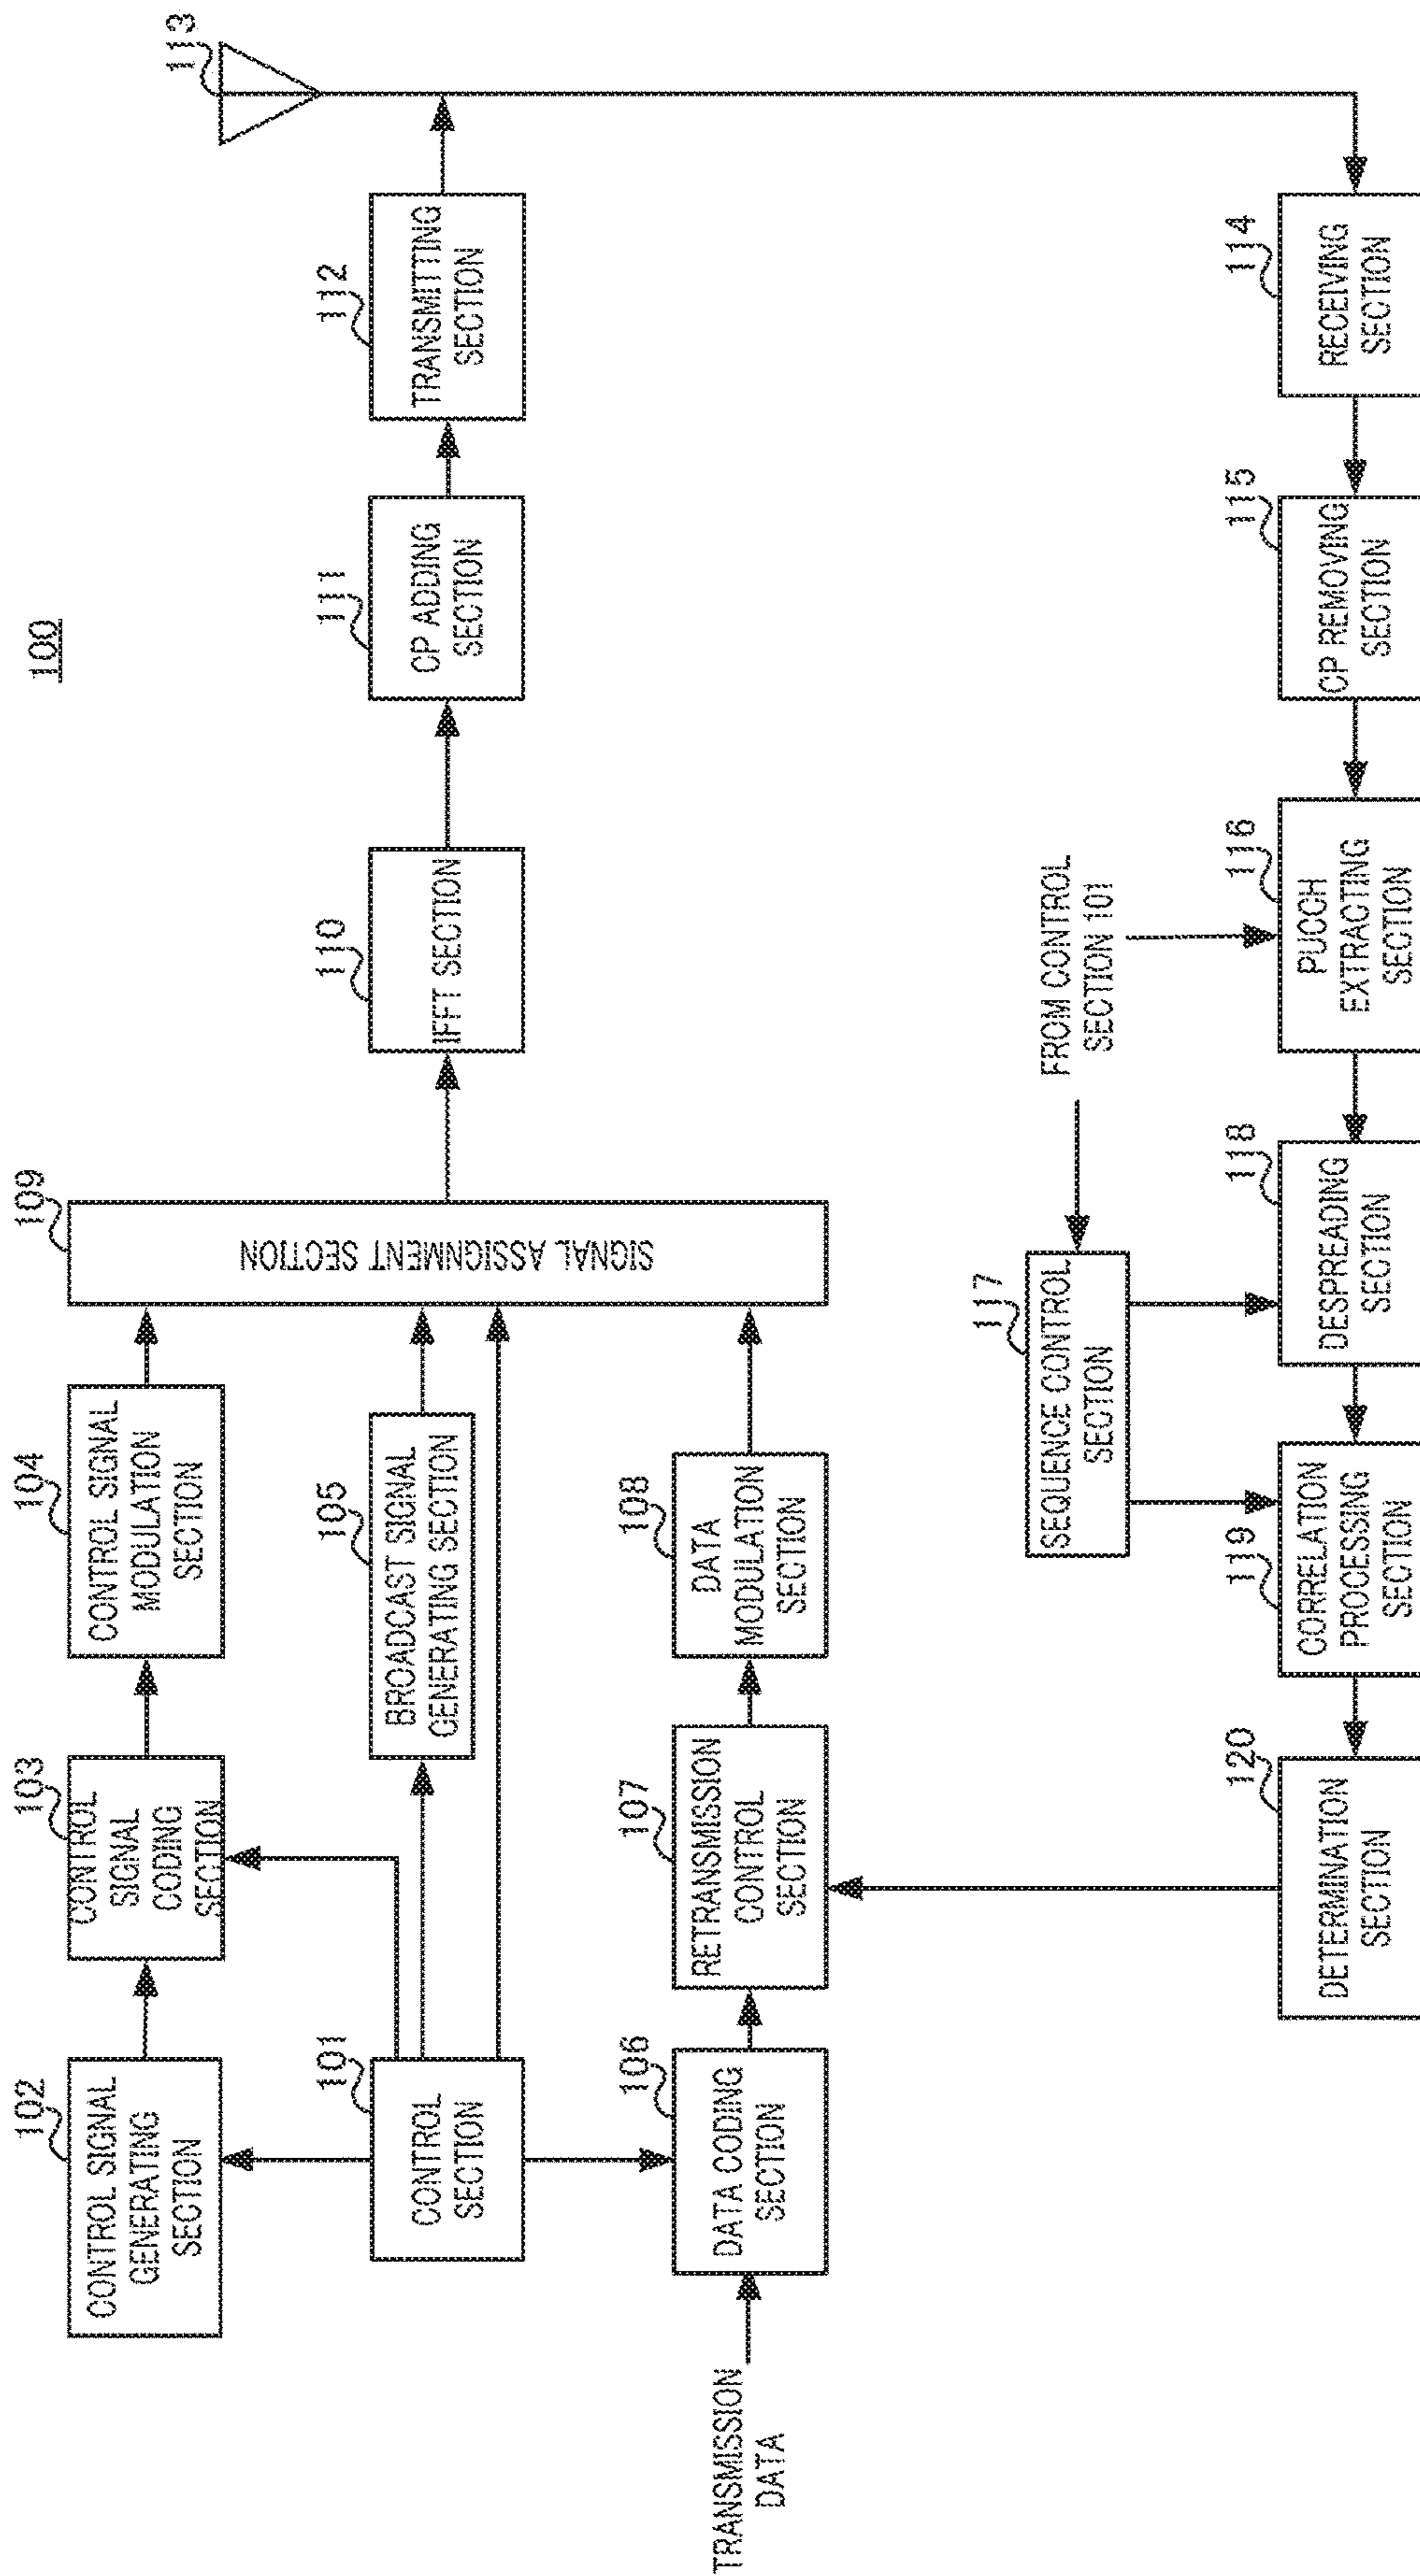 100
102
CONTROL SIGNAL
GENERATING
SECTION
103
CONTROL
SIGNAL
CODING
SECTION
104
CONTROL SIGNAL
MODULATION
SECTION
109
SIGNAL ASSIGNMENT SECTION
101
CONTROL
SECTION
105
BROADCAST SIGNAL
GENERATING SECTION
110
IFFT SECTION
111
CP ADDING
SECTION
112
TRANSMITTING
SECTION
113
TRANSMISSION
DATA
106
DATA CODING
SECTION
107
RETRANSMISSION
CONTROL
SECTION
108
DATA
MODULATION
SECTION
117
SEQUENCE CONTROL
SECTION
FROM CONTROL
SECTION 101
120
DETERMINATION
SECTION
119
CORRELATION
PROCESSING
SECTION
118
DESPREADING
SECTION
116
PUCCH
EXTRACTING
SECTION
115
CP REMOVING
SECTION
114
RECEIVING
SECTION